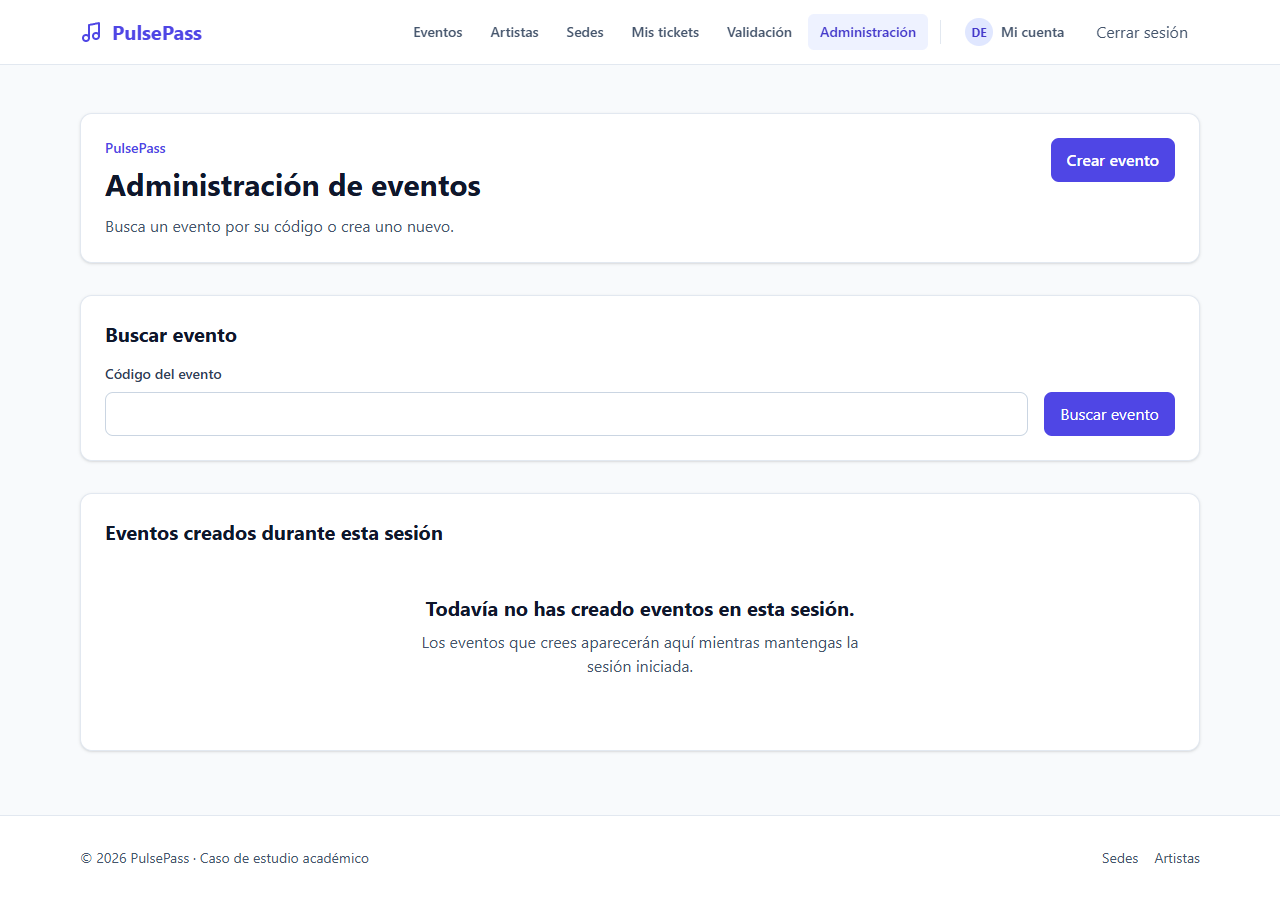 PulsePass
Eventos
Artistas
Sedes
Mis tickets
Validación
Administración
DE
Mi cuenta
Cerrar sesión
PulsePass
Administración de eventos
Busca un evento por su código o crea uno nuevo.
Crear evento
Buscar evento
Código del evento
Buscar evento
Eventos creados durante esta sesión
Todavía no has creado eventos en esta sesión.
Los eventos que crees aparecerán aquí mientras mantengas la
sesión iniciada.
© 2026 PulsePass · Caso de estudio académico
Sedes
Artistas